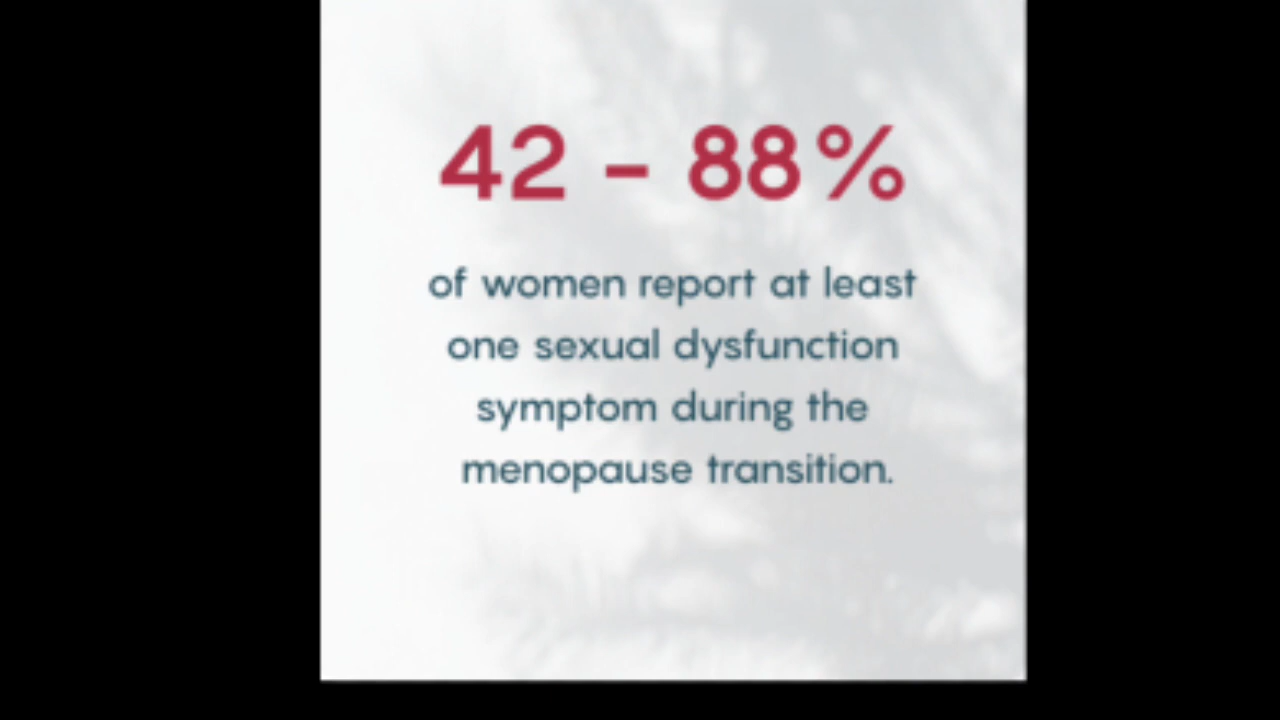 42 – 88%
of women report at least
one sexual dysfunction
symptom during the
menopause transition.